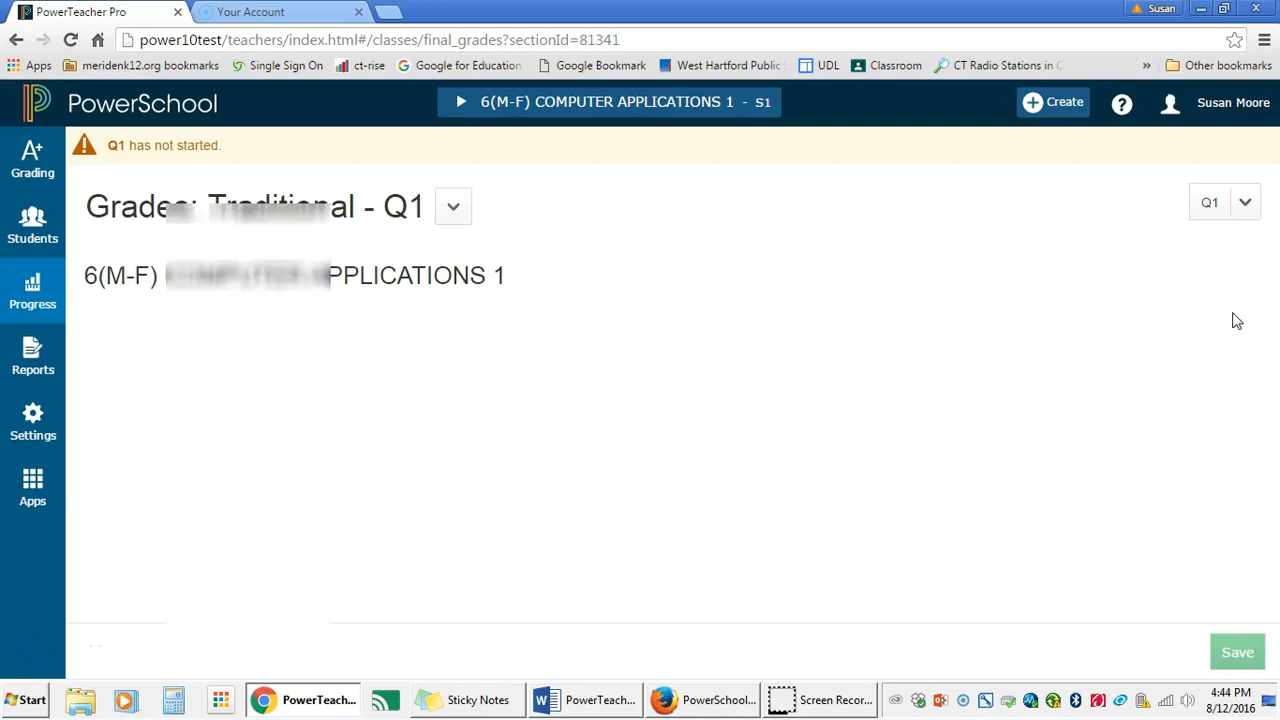 PowerTeacher Pro
Your Account
Susan
power10test/teachers/index.html#/classes/final_grades?sectionId=81341
Apps meridenk12.org bookmarks Single Sign On ct-rise Google for Education Google Bookmark West Hartford Public UDL Classroom CT Radio Stations in C » Other bookmarks
PowerSchool
6(M-F) COMPUTER APPLICATIONS 1 - S1
Create
Susan Moore
Q1 has not started.
A+
Grading
Students
Progress
Reports
Settings
Apps
Grades: Traditional - Q1
Q1
6(M-F) COMPUTER APPLICATIONS 1
Save
Start
PowerTeach...
Sticky Notes...
PowerTeach...
PowerSchool...
Screen Recor...
4:44 PM
8/12/2016